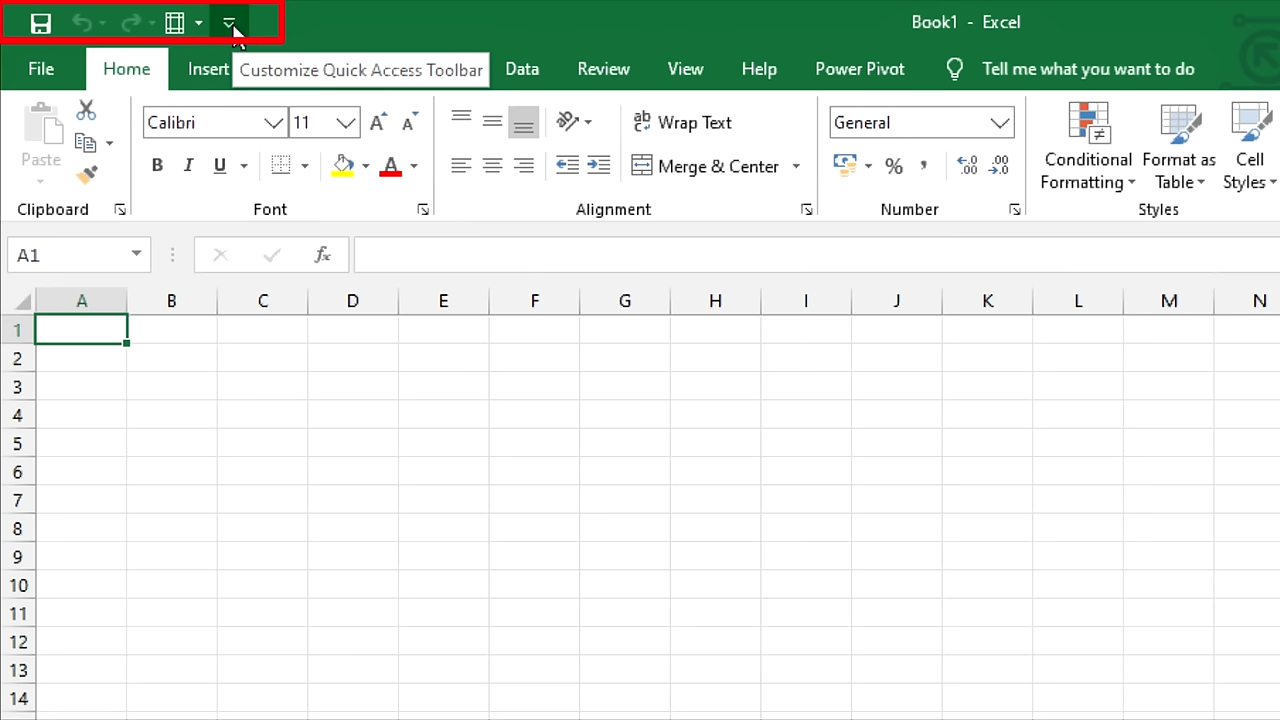 Book1 - Excel
File Home Insert Data Review View Help Power Pivot Tell me what you want to do
Customize Quick Access Toolbar
Calibri 11 ab Wrap Text General
Paste B I U A Merge & Center % Conditional Formatting Format as Table Cell Styles
Clipboard Font Alignment Number Styles
A1 fx
A B C D E F G H I J K L M N
1
2
3
4
5
6
7
8
9
10
11
12
13
14